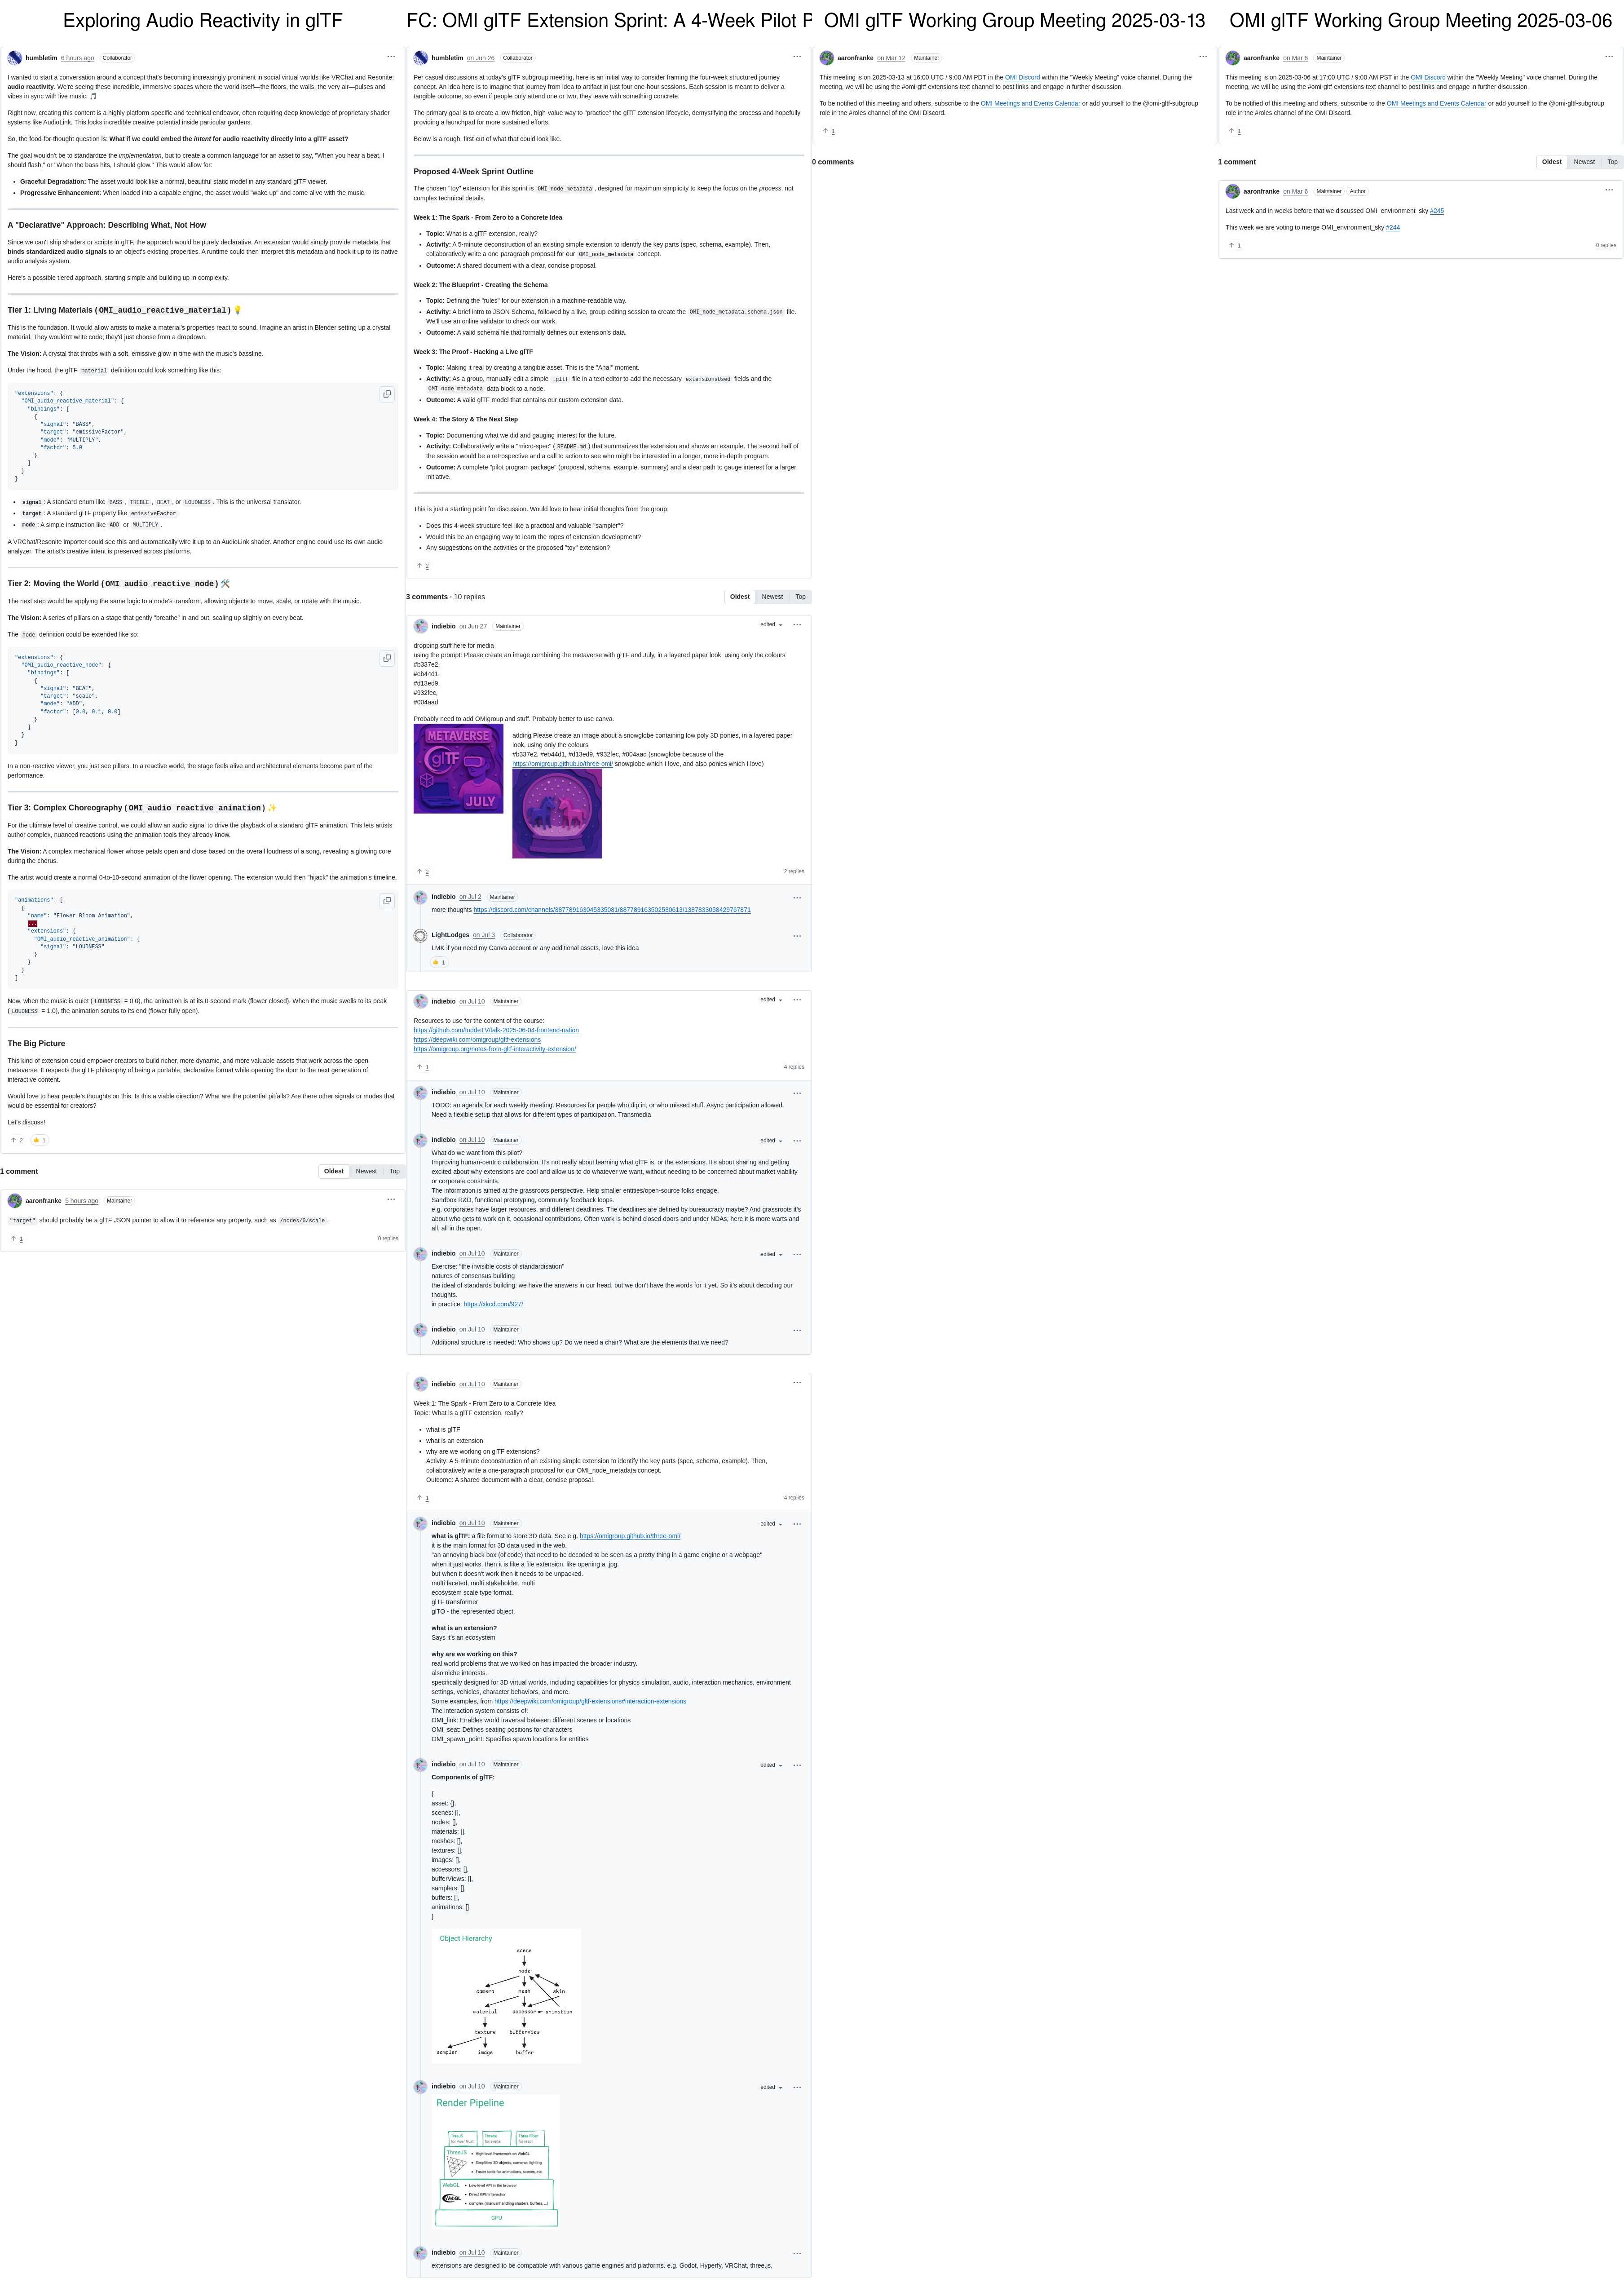 Exploring Audio Reactivity in glTF
humbletim 6 hours ago Collaborator
I wanted to start a conversation around a concept that's becoming increasingly prominent in social virtual worlds like VRChat and Resonite:
audio reactivity. We're seeing these incredible, immersive spaces where the world itself—the floors, the walls, the very air—pulses and
vibes in sync with live music. 🎵
Right now, creating this content is a highly platform-specific and technical endeavor, often requiring deep knowledge of proprietary shader
systems like AudioLink. This locks incredible creative potential inside particular gardens.
So, the food-for-thought question is: What if we could embed the intent for audio reactivity directly into a glTF asset?
The goal wouldn't be to standardize the implementation, but to create a common language for an asset to say, "When you hear a beat, I
should flash," or "When the bass hits, I should glow." This would allow for:
• Graceful Degradation: The asset would look like a normal, beautiful static model in any standard glTF viewer.
• Progressive Enhancement: When loaded into a capable engine, the asset would "wake up" and come alive with the music.
A "Declarative" Approach: Describing What, Not How
Since we can't ship shaders or scripts in glTF, the approach would be purely declarative. An extension would simply provide metadata that
binds standardized audio signals to an object's existing properties. A runtime could then interpret this metadata and hook it up to its native
audio analysis system.
Here's a possible tiered approach, starting simple and building up in complexity.
Tier 1: Living Materials (OMI_audio_reactive_material) 💡
This is the foundation. It would allow artists to make a material's properties react to sound. Imagine an artist in Blender setting up a crystal
material. They wouldn't write code; they'd just choose from a dropdown.
The Vision: A crystal that throbs with a soft, emissive glow in time with the music's bassline.
Under the hood, the glTF material definition could look something like this:
"extensions": {
"OMI_audio_reactive_material": {
"bindings": [
{
"signal": "BASS",
"target": "emissiveFactor",
"mode": "MULTIPLY",
"factor": 5.0
}
]
}
}
• signal: A standard enum like BASS, TREBLE, BEAT, or LOUDNESS. This is the universal translator.
• target: A standard glTF property like emissiveFactor.
• mode: A simple instruction like ADD or MULTIPLY.
A VRChat/Resonite importer could see this and automatically wire it up to an AudioLink shader. Another engine could use its own audio
analyzer. The artist's creative intent is preserved across platforms.
Tier 2: Moving the World (OMI_audio_reactive_node) 🛠️
The next step would be applying the same logic to a node's transform, allowing objects to move, scale, or rotate with the music.
The Vision: A series of pillars on a stage that gently "breathe" in and out, scaling up slightly on every beat.
The node definition could be extended like so:
"extensions": {
"OMI_audio_reactive_node": {
"bindings": [
{
"signal": "BEAT",
"target": "scale",
"mode": "ADD",
"factor": [0.0, 0.1, 0.0]
}
]
}
}
In a non-reactive viewer, you just see pillars. In a reactive world, the stage feels alive and architectural elements become part of the
performance.
Tier 3: Complex Choreography (OMI_audio_reactive_animation) ✨
For the ultimate level of creative control, we could allow an audio signal to drive the playback of a standard glTF animation. This lets artists
author complex, nuanced reactions using the animation tools they already know.
The Vision: A complex mechanical flower whose petals open and close based on the overall loudness of a song, revealing a glowing core
during the chorus.
The artist would create a normal 0-to-10-second animation of the flower opening. The extension would then "hijack" the animation's timeline.
"animations": [
{
"name": "Flower_Bloom_Animation",
...
"extensions": {
"OMI_audio_reactive_animation": {
"signal": "LOUDNESS"
}
}
}
]
Now, when the music is quiet (LOUDNESS = 0.0), the animation is at its 0-second mark (flower closed). When the music swells to its peak
(LOUDNESS = 1.0), the animation scrubs to its end (flower fully open).
The Big Picture
This kind of extension could empower creators to build richer, more dynamic, and more valuable assets that work across the open
metaverse. It respects the glTF philosophy of being a portable, declarative format while opening the door to the next generation of
interactive content.
Would love to hear people's thoughts on this. Is this a viable direction? What are the potential pitfalls? Are there other signals or modes that
would be essential for creators?
Let's discuss!
2 👍 1
1 comment Oldest Newest Top
aaronfranke 5 hours ago Maintainer
"target" should probably be a glTF JSON pointer to allow it to reference any property, such as /nodes/0/scale.
1 0 replies
FC: OMI glTF Extension Sprint: A 4-Week Pilot P
humbletim on Jun 26 Collaborator
Per casual discussions at today's glTF subgroup meeting, here is an initial way to consider framing the four-week structured journey
concept. An idea here is to imagine that journey from idea to artifact in just four one-hour sessions. Each session is meant to deliver a
tangible outcome, so even if people only attend one or two, they leave with something concrete.
The primary goal is to create a low-friction, high-value way to "practice" the glTF extension lifecycle, demystifying the process and hopefully
providing a launchpad for more sustained efforts.
Below is a rough, first-cut of what that could look like.
Proposed 4-Week Sprint Outline
The chosen "toy" extension for this sprint is OMI_node_metadata, designed for maximum simplicity to keep the focus on the process, not
complex technical details.
Week 1: The Spark - From Zero to a Concrete Idea
• Topic: What is a glTF extension, really?
• Activity: A 5-minute deconstruction of an existing simple extension to identify the key parts (spec, schema, example). Then,
collaboratively write a one-paragraph proposal for our OMI_node_metadata concept.
• Outcome: A shared document with a clear, concise proposal.
Week 2: The Blueprint - Creating the Schema
• Topic: Defining the "rules" for our extension in a machine-readable way.
• Activity: A brief intro to JSON Schema, followed by a live, group-editing session to create the OMI_node_metadata.schema.json file.
We'll use an online validator to check our work.
• Outcome: A valid schema file that formally defines our extension's data.
Week 3: The Proof - Hacking a Live glTF
• Topic: Making it real by creating a tangible asset. This is the "Aha!" moment.
• Activity: As a group, manually edit a simple .gltf file in a text editor to add the necessary extensionsUsed fields and the
OMI_node_metadata data block to a node.
• Outcome: A valid glTF model that contains our custom extension data.
Week 4: The Story & The Next Step
• Topic: Documenting what we did and gauging interest for the future.
• Activity: Collaboratively write a "micro-spec" (README.md) that summarizes the extension and shows an example. The second half of
the session would be a retrospective and a call to action to see who might be interested in a longer, more in-depth program.
• Outcome: A complete "pilot program package" (proposal, schema, example, summary) and a clear path to gauge interest for a larger
initiative.
This is just a starting point for discussion. Would love to hear initial thoughts from the group:
• Does this 4-week structure feel like a practical and valuable "sampler"?
• Would this be an engaging way to learn the ropes of extension development?
• Any suggestions on the activities or the proposed "toy" extension?
2
3 comments · 10 replies Oldest Newest Top
indiebio on Jun 27 Maintainer edited
dropping stuff here for media
using the prompt: Please create an image combining the metaverse with glTF and July, in a layered paper look, using only the colours
#b337e2,
#eb44d1,
#d13ed9,
#932fec,
#004aad
Probably need to add OMIgroup and stuff. Probably better to use canva.
METAVERSE
glTF
JULY
adding Please create an image about a snowglobe containing low poly 3D ponies, in a layered paper
look, using only the colours
#b337e2, #eb44d1, #d13ed9, #932fec, #004aad (snowglobe because of the
https://omigroup.github.io/three-omi/ snowglobe which I love, and also ponies which I love)
2 2 replies
indiebio on Jul 2 Maintainer
more thoughts https://discord.com/channels/887789163045335081/887789163502530613/1387833058429767871
LightLodges on Jul 3 Collaborator
LMK if you need my Canva account or any additional assets, love this idea
👍 1
indiebio on Jul 10 Maintainer edited
Resources to use for the content of the course:
https://github.com/toddeTV/talk-2025-06-04-frontend-nation
https://deepwiki.com/omigroup/gltf-extensions
https://omigroup.org/notes-from-gltf-interactivity-extension/
1 4 replies
indiebio on Jul 10 Maintainer
TODO: an agenda for each weekly meeting. Resources for people who dip in, or who missed stuff. Async participation allowed.
Need a flexible setup that allows for different types of participation. Transmedia
indiebio on Jul 10 Maintainer edited
What do we want from this pilot?
Improving human-centric collaboration. It's not really about learning what glTF is, or the extensions. It's about sharing and getting
excited about why extensions are cool and allow us to do whatever we want, without needing to be concerned about market viability
or corporate constraints.
The information is aimed at the grassroots perspective. Help smaller entities/open-source folks engage.
Sandbox R&D, functional prototyping, community feedback loops.
e.g. corporates have larger resources, and different deadlines. The deadlines are defined by bureaucracy maybe? And grassroots it's
about who gets to work on it, occasional contributions. Often work is behind closed doors and under NDAs, here it is more warts and
all, all in the open.
indiebio on Jul 10 Maintainer edited
Exercise: "the invisible costs of standardisation"
natures of consensus building
the ideal of standards building: we have the answers in our head, but we don't have the words for it yet. So it's about decoding our
thoughts.
in practice: https://xkcd.com/927/
indiebio on Jul 10 Maintainer
Additional structure is needed: Who shows up? Do we need a chair? What are the elements that we need?
indiebio on Jul 10 Maintainer
Week 1: The Spark - From Zero to a Concrete Idea
Topic: What is a glTF extension, really?
• what is glTF
• what is an extension
• why are we working on glTF extensions?
Activity: A 5-minute deconstruction of an existing simple extension to identify the key parts (spec, schema, example). Then,
collaboratively write a one-paragraph proposal for our OMI_node_metadata concept.
Outcome: A shared document with a clear, concise proposal.
1 4 replies
indiebio on Jul 10 Maintainer edited
what is glTF: a file format to store 3D data. See e.g. https://omigroup.github.io/three-omi/
it is the main format for 3D data used in the web.
"an annoying black box (of code) that need to be decoded to be seen as a pretty thing in a game engine or a webpage"
when it just works, then it is like a file extension, like opening a .jpg.
but when it doesn't work then it needs to be unpacked.
multi faceted, multi stakeholder, multi
ecosystem scale type format.
glTF transformer
glTO - the represented object.
what is an extension?
Says it's an ecosystem
why are we working on this?
real world problems that we worked on has impacted the broader industry.
also niche interests.
specifically designed for 3D virtual worlds, including capabilities for physics simulation, audio, interaction mechanics, environment
settings, vehicles, character behaviors, and more.
Some examples, from https://deepwiki.com/omigroup/gltf-extensions#interaction-extensions
The interaction system consists of:
OMI_link: Enables world traversal between different scenes or locations
OMI_seat: Defines seating positions for characters
OMI_spawn_point: Specifies spawn locations for entities
indiebio on Jul 10 Maintainer edited
Components of glTF:
{
asset: {},
scenes: [],
nodes: [],
materials: [],
meshes: [],
textures: [],
images: [],
accessors: [],
bufferViews: [],
samplers: [],
buffers: [],
animations: []
}
Object Hierarchy
scene
node
camera mesh skin
material accessor animation
texture bufferView
sampler image buffer
indiebio on Jul 10 Maintainer edited
Render Pipeline
TresJS
for Vue/ Nuxt
Threlte
for svelte
Three Fiber
for react
ThreeJS
• High-level framework on WebGL
• Simplifies 3D objects, cameras, lighting
• Easier tools for animations, scenes, etc.
WebGL
• Low-level API in the browser
• Direct GPU interaction
• complex (manual handling shaders, buffers, ...)
WebGL
GPU
indiebio on Jul 10 Maintainer
extensions are designed to be compatible with various game engines and platforms. e.g. Godot, Hyperfy, VRChat, three.js,
OMI glTF Working Group Meeting 2025-03-13
aaronfranke on Mar 12 Maintainer
This meeting is on 2025-03-13 at 16:00 UTC / 9:00 AM PDT in the OMI Discord within the "Weekly Meeting" voice channel. During the
meeting, we will be using the #omi-gltf-extensions text channel to post links and engage in further discussion.
To be notified of this meeting and others, subscribe to the OMI Meetings and Events Calendar or add yourself to the @omi-gltf-subgroup
role in the #roles channel of the OMI Discord.
1
0 comments
OMI glTF Working Group Meeting 2025-03-06
aaronfranke on Mar 6 Maintainer
This meeting is on 2025-03-06 at 17:00 UTC / 9:00 AM PST in the OMI Discord within the "Weekly Meeting" voice channel. During the
meeting, we will be using the #omi-gltf-extensions text channel to post links and engage in further discussion.
To be notified of this meeting and others, subscribe to the OMI Meetings and Events Calendar or add yourself to the @omi-gltf-subgroup
role in the #roles channel of the OMI Discord.
1
1 comment Oldest Newest Top
aaronfranke on Mar 6 Maintainer Author
Last week and in weeks before that we discussed OMI_environment_sky #245
This week we are voting to merge OMI_environment_sky #244
1 0 replies